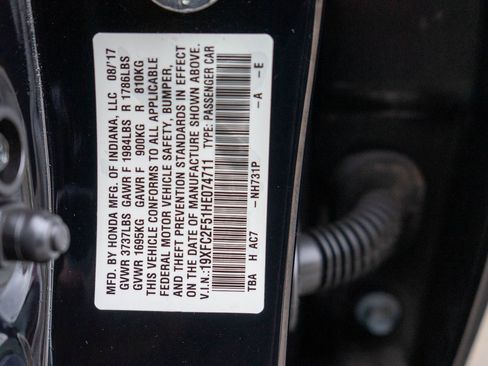 MFD. BY HONDA MFG. OF INDIANA, LLC 08/'17
GVWR 3737LBS GAWR F 1984LBS R 1786LBS
GVWR 1695KG GAWR F 900KG R 810KG
THIS VEHICLE CONFORMS TO ALL APPLICABLE
FEDERAL MOTOR VEHICLE SAFETY, BUMPER,
AND THEFT PREVENTION STANDARDS IN EFFECT
ON THE DATE OF MANUFACTURE SHOWN ABOVE.
V.I.N.:19XFC2F51HE074711 TYPE: PASSENGER CAR
TBA H AC7 -NH731P -A -E